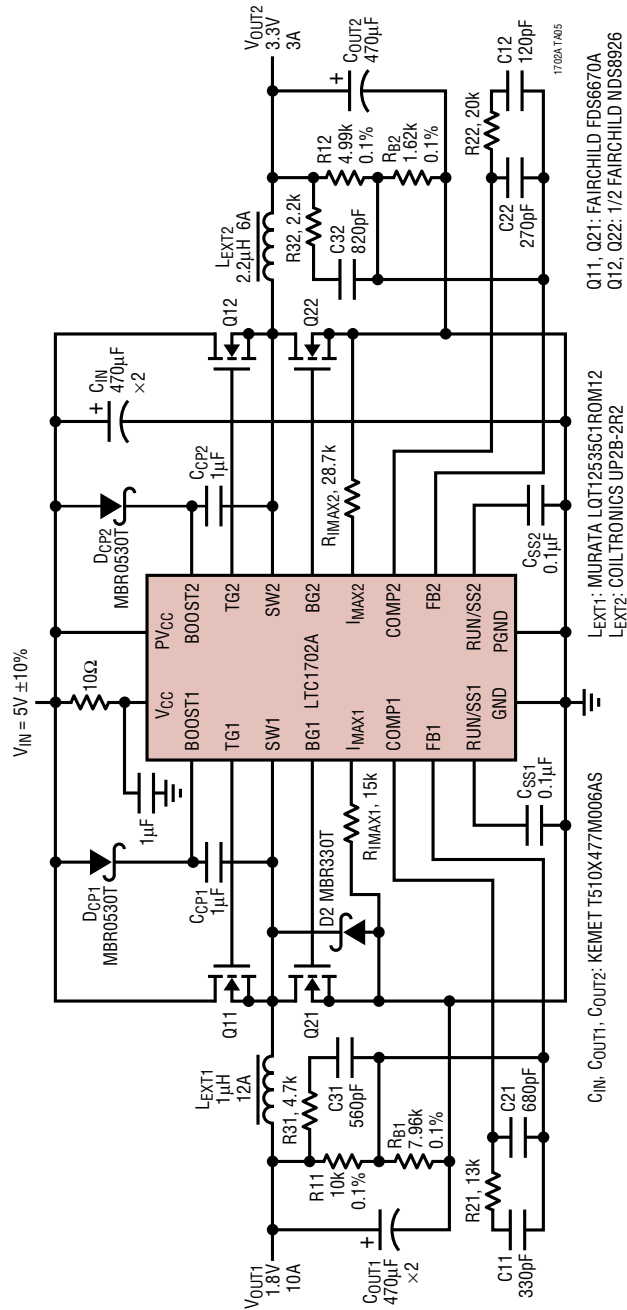 VIN = 5V ±10%
DCP1
MBR0530T
1µF
10Ω
DCP2
MBR0530T
CIN
470µF
×2
+
CCP1
1µF
CCP2
1µF
VCC
PVCC
BOOST1
BOOST2
TG1
TG2
SW1
SW2
BG1
BG2
LTC1702A
IMAX1
IMAX2
COMP1
COMP2
FB1
FB2
RUN/SS1
RUN/SS2
GND
PGND
VOUT1
1.8V
10A
LEXT1
1µH
12A
Q11
Q21
D2 MBR330T
RIMAX1, 15k
R31, 4.7k
C31
560pF
R11
10k
0.1%
RB1
7.96k
0.1%
COUT1
470µF
×2
+
R21, 13k
C21
680pF
C11
330pF
CSS1
0.1µF
VOUT2
3.3V
3A
LEXT2
2.2µH 6A
Q12
Q22
RIMAX2, 28.7k
R32, 2.2k
C32
820pF
R12
4.99k
0.1%
RB2
1.62k
0.1%
COUT2
470µF
+
R22, 20k
C22
270pF
C12
120pF
CSS2
0.1µF
1702A TA05
CIN, COUT1, COUT2: KEMET T510X477M006AS
LEXT1: MURATA LQT12535C1ROM12
LEXT2: COILTRONICS UP2B-2R2
Q11, Q21: FAIRCHILD FDS6670A
Q12, Q22: 1/2 FAIRCHILD NDS8926